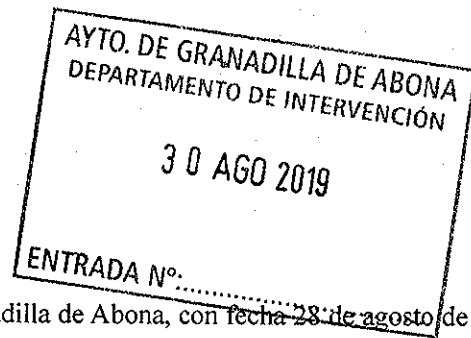 AYTO. DE GRANADILLA DE ABONA
DEPARTAMENTO DE INTERVENCIÓN
30 AGO 2019
ENTRADA Nº:....................
dilla de Abona, con fecha 28 de agosto de